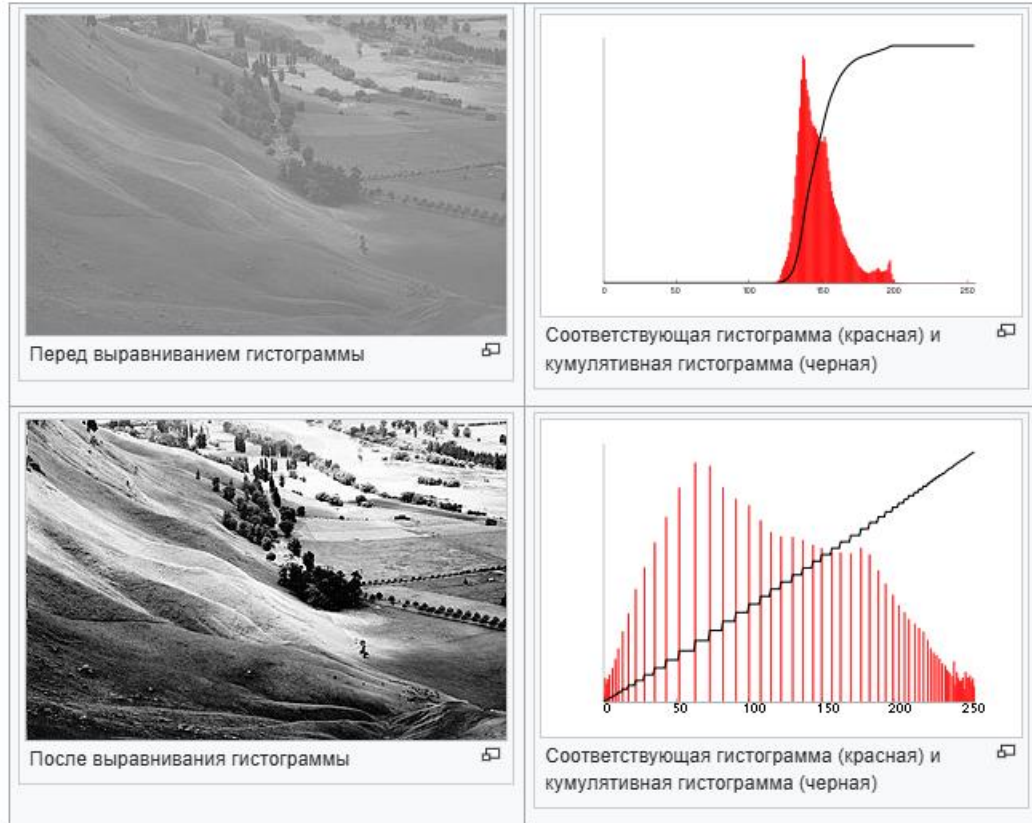 0 50 100 150 200 250
Перед выравниванием гистограммы
Соответствующая гистограмма (красная) и
кумулятивная гистограмма (черная)
0 50 100 150 200 250
После выравнивания гистограммы
Соответствующая гистограмма (красная) и
кумулятивная гистограмма (черная)